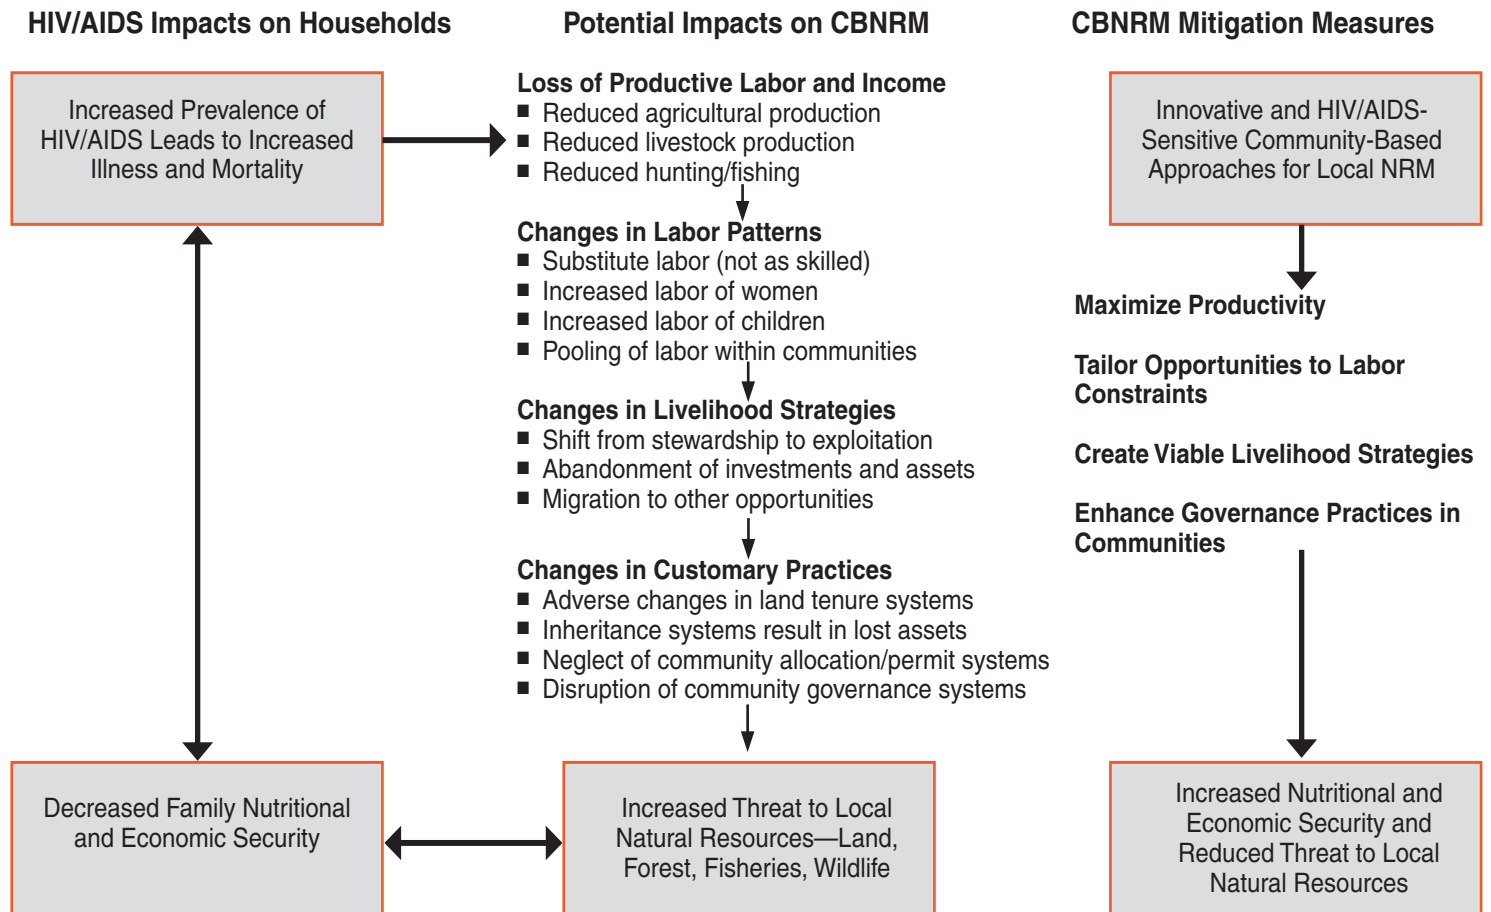 HIV/AIDS Impacts on Households
Increased Prevalence of
HIV/AIDS Leads to Increased
Illness and Mortality
Decreased Family Nutritional
and Economic Security
Potential Impacts on CBNRM
Loss of Productive Labor and Income
■ Reduced agricultural production
■ Reduced livestock production
■ Reduced hunting/fishing
Changes in Labor Patterns
■ Substitute labor (not as skilled)
■ Increased labor of women
■ Increased labor of children
■ Pooling of labor within communities
Changes in Livelihood Strategies
■ Shift from stewardship to exploitation
■ Abandonment of investments and assets
■ Migration to other opportunities
Changes in Customary Practices
■ Adverse changes in land tenure systems
■ Inheritance systems result in lost assets
■ Neglect of community allocation/permit systems
■ Disruption of community governance systems
Increased Threat to Local
Natural Resources—Land,
Forest, Fisheries, Wildlife
CBNRM Mitigation Measures
Innovative and HIV/AIDS-
Sensitive Community-Based
Approaches for Local NRM
Maximize Productivity
Tailor Opportunities to Labor
Constraints
Create Viable Livelihood Strategies
Enhance Governance Practices in
Communities
Increased Nutritional and
Economic Security and
Reduced Threat to Local
Natural Resources